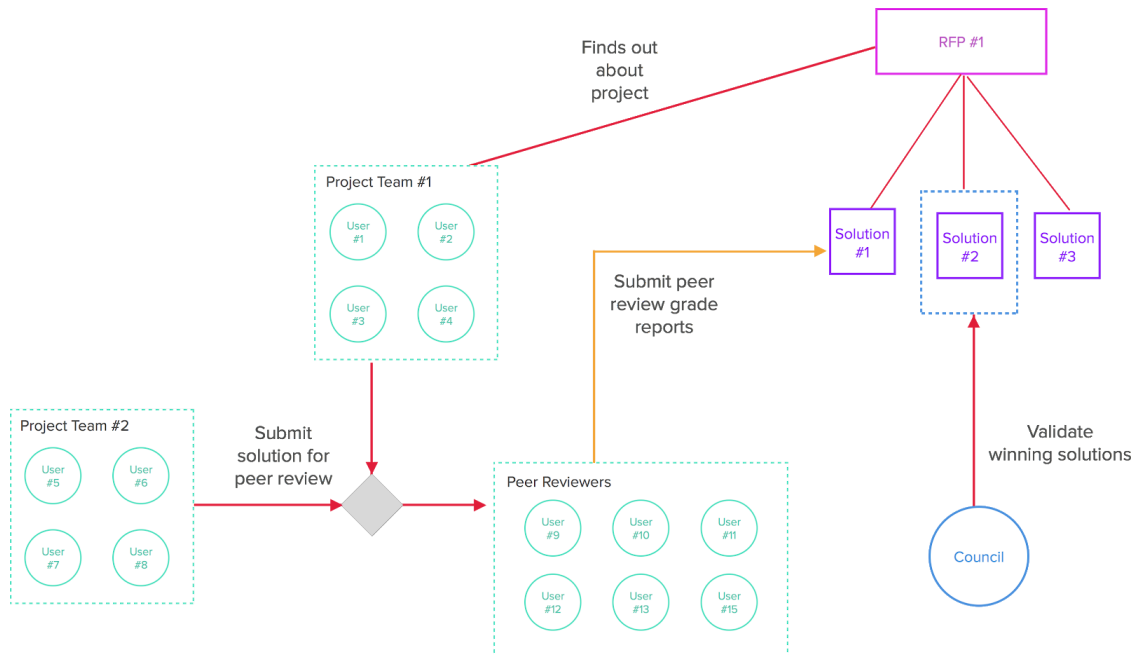 RFP #1
Finds out
about
project
Project Team #1
User
#1
User
#2
User
#3
User
#4
Solution
#1
Solution
#2
Solution
#3
Submit peer
review grade
reports
Project Team #2
User
#5
User
#6
User
#7
User
#8
Submit
solution for
peer review
Peer Reviewers
User
#9
User
#10
User
#11
User
#12
User
#13
User
#15
Validate
winning solutions
Council